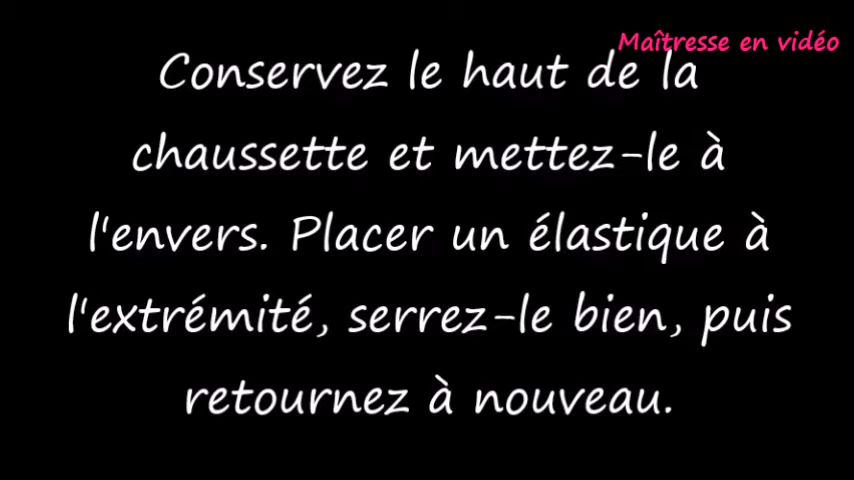 Maîtresse en vidéo
Conservez le haut de la
chaussette et mettez-le à
l'envers. Placer un élastique à
l'extrémité, serrez-le bien, puis
retournez à nouveau.